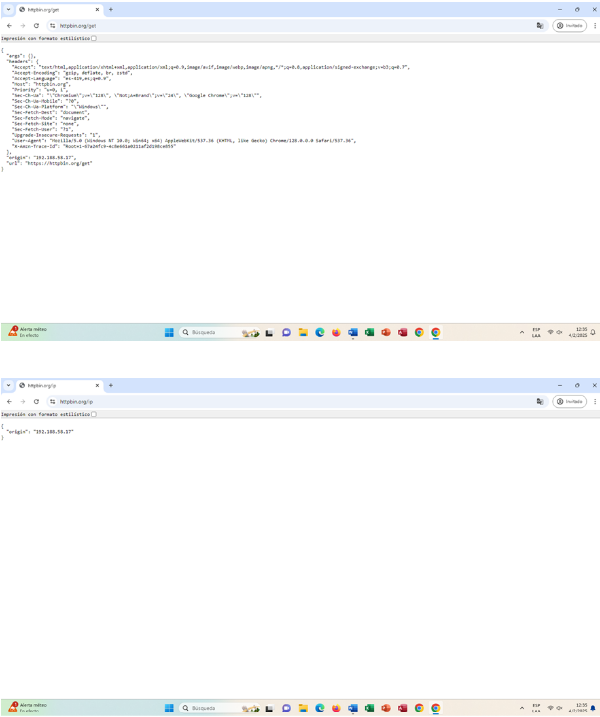 httpbin.org/get
httpbin.org/get
Invitado
Impresión con formato estilístico
{
"args": {},
"headers": {
"Accept": "text/html,application/xhtml+xml,application/xml;q=0.9,image/avif,image/webp,image/apng,*/*;q=0.8,application/signed-exchange;v=b3;q=0.7",
"Accept-Encoding": "gzip, deflate, br, zstd",
"Accept-Language": "es-419,es;q=0.9",
"Host": "httpbin.org",
"Priority": "u=0, i",
"Sec-Ch-Ua": "\"Chromium\";v=\"128\", \"Not;A=Brand\";v=\"24\", \"Google Chrome\";v=\"128\"",
"Sec-Ch-Ua-Mobile": "?0",
"Sec-Ch-Ua-Platform": "\"Windows\"",
"Sec-Fetch-Dest": "document",
"Sec-Fetch-Mode": "navigate",
"Sec-Fetch-Site": "none",
"Sec-Fetch-User": "?1",
"Upgrade-Insecure-Requests": "1",
"User-Agent": "Mozilla/5.0 (Windows NT 10.0; Win64; x64) AppleWebKit/537.36 (KHTML, like Gecko) Chrome/128.0.0.0 Safari/537.36",
"X-Amzn-Trace-Id":
},
"origin": "192.188.58.17",
"url": "https://httpbin.org/get"
}
Alerta méteo
En efecto
Búsqueda
ESP
LAA
12:35
4/2/2025
httpbin.org/ip
httpbin.org/ip
Invitado
Impresión con formato estilístico
{
"origin": "192.188.58.17"
}
Alerta méteo
En efecto
Búsqueda
ESP
LAA
12:35
4/2/2025